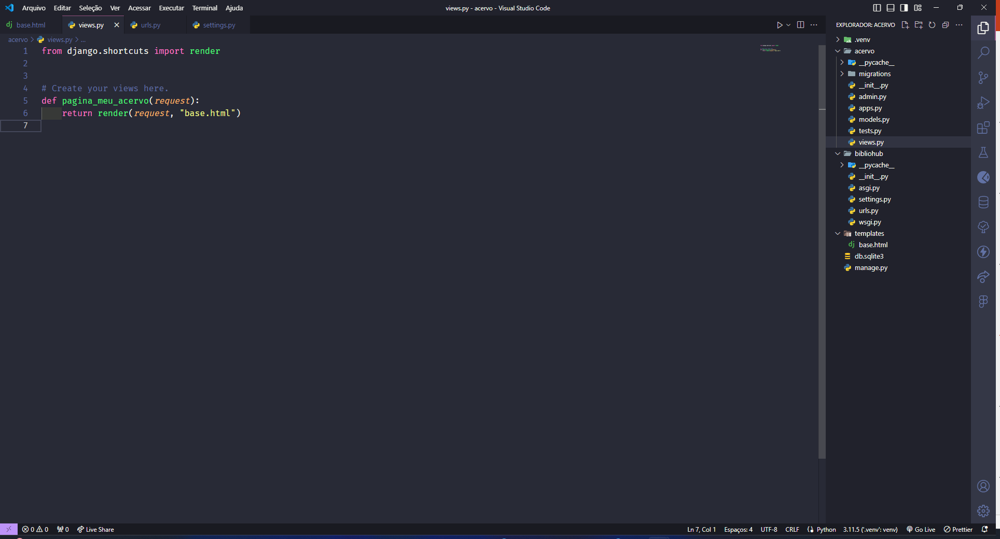 Arquivo Editar Seleção Ver Acessar Executar Terminal Ajuda
views.py - acervo - Visual Studio Code
base.html
views.py
urls.py
settings.py
acervo > views.py > ...
1 from django.shortcuts import render
2
3
4 # Create your views here.
5 def pagina_meu_acervo(request):
6 return render(request, "base.html")
7
EXPLORADOR: ACERVO
.venv
acervo
__pycache__
migrations
__init__.py
admin.py
apps.py
models.py
tests.py
views.py
bibliohub
__pycache__
__init__.py
asgi.py
settings.py
urls.py
wsgi.py
templates
base.html
db.sqlite3
manage.py
0 0 0 Live Share
Ln 7, Col 1 Espaços: 4 UTF-8 CRLF Python 3.11.5 ('.venv': venv) Go Live Prettier